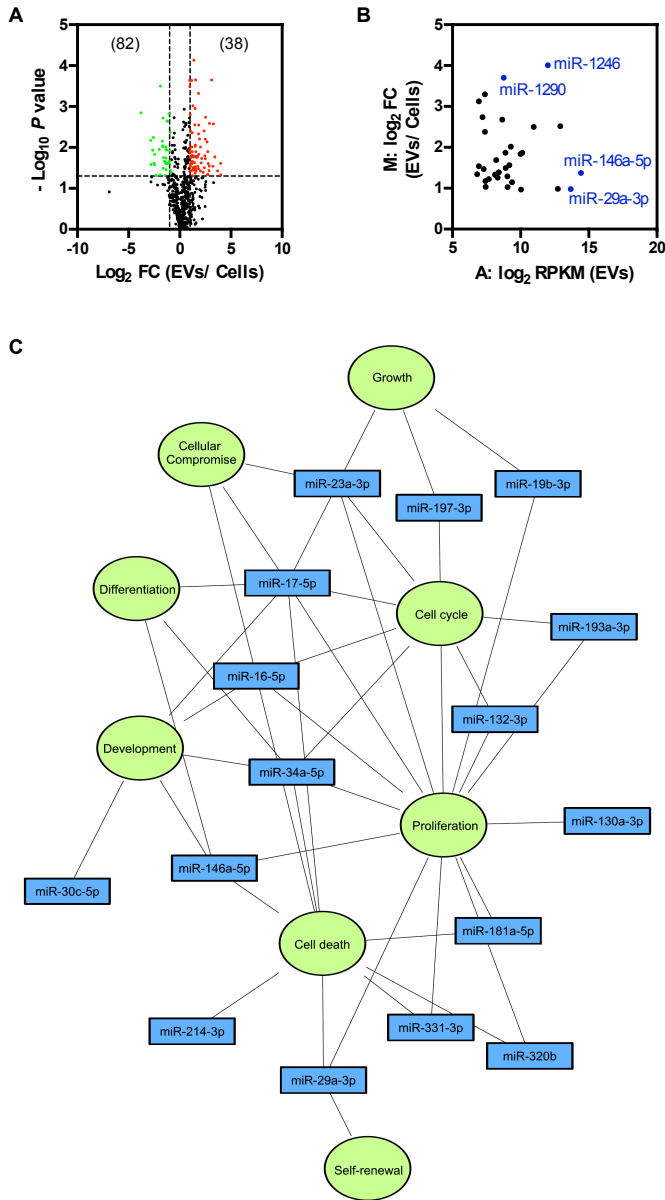 A
(82)
(38)
5
4
3
2
1
0
-10
-5
0
5
10
- Log10 P value
Log2 FC (EVs/ Cells)
B
5
4
3
2
1
0
5
10
15
20
miR-1246
miR-1290
miR-146a-5p
miR-29a-3p
M: log2 FC
(EVs/ Cells)
A: log2 RPKM (EVs)
C
Growth
Cellular
Compromise
miR-23a-3p
miR-19b-3p
miR-197-3p
miR-17-5p
Differentiation
Cell cycle
miR-193a-3p
miR-16-5p
miR-132-3p
Development
miR-34a-5p
Proliferation
miR-130a-3p
miR-146a-5p
miR-30c-5p
miR-181a-5p
Cell death
miR-214-3p
miR-331-3p
miR-320b
miR-29a-3p
Self-renewal